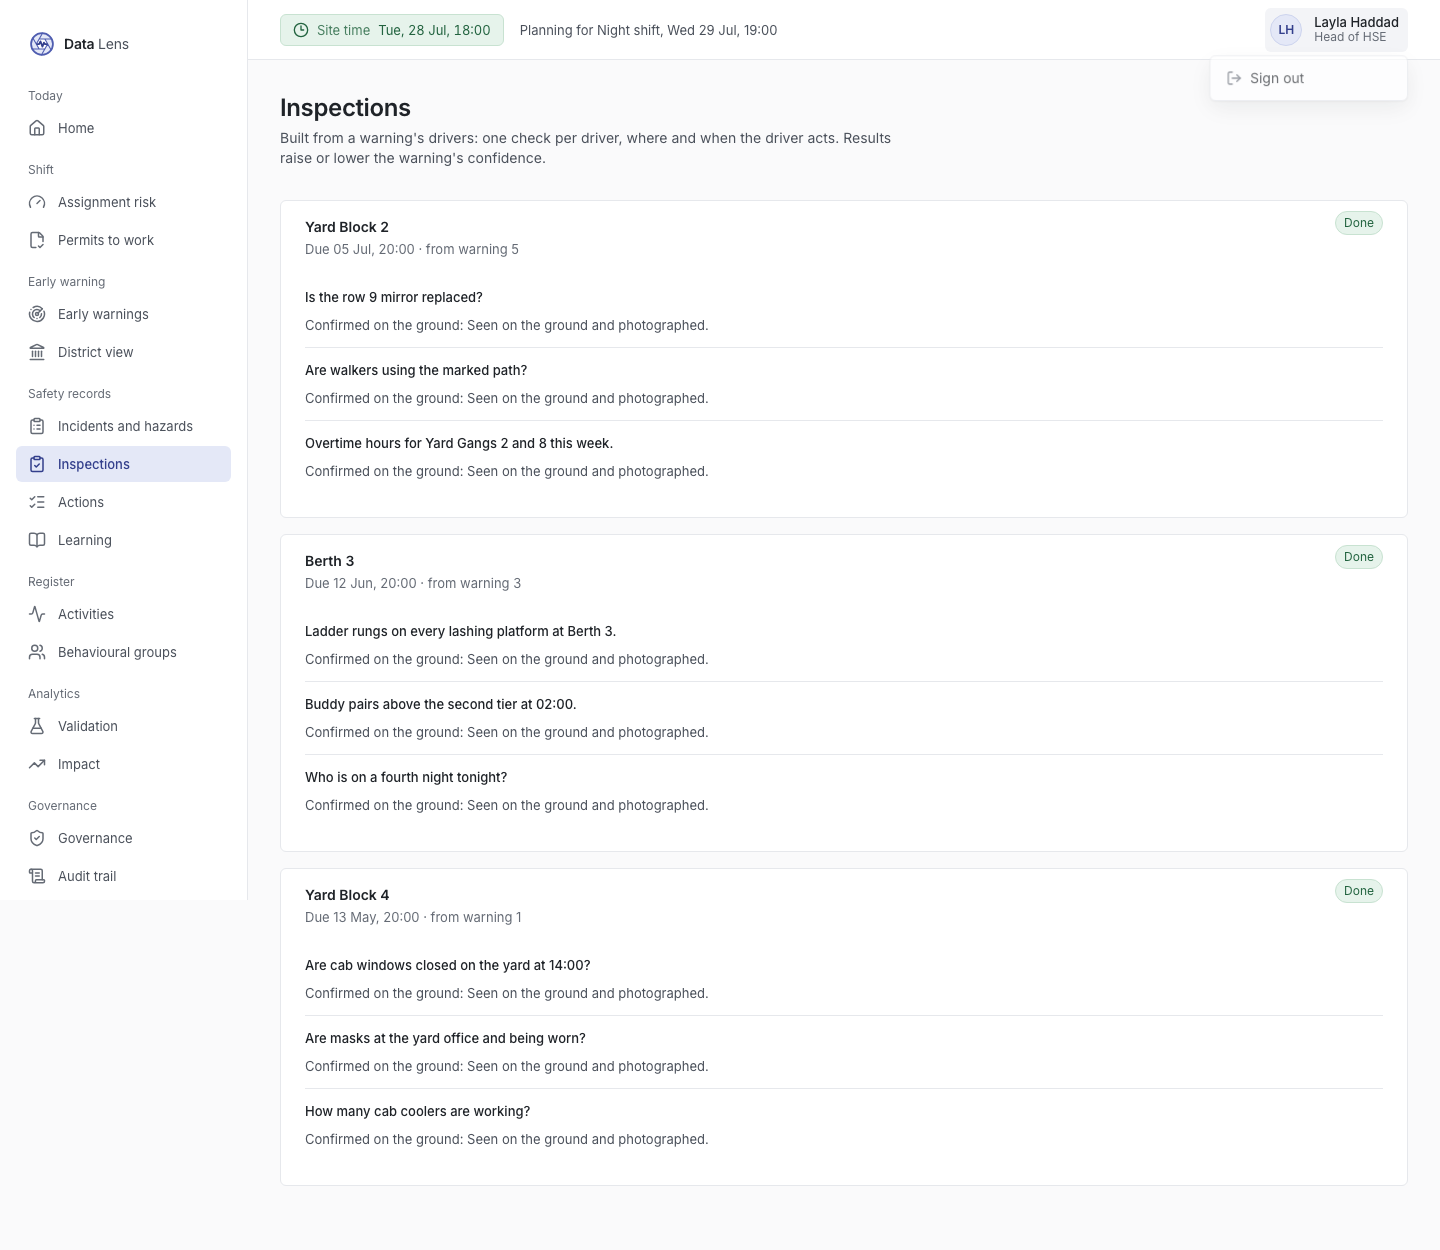 Data Lens
Today
Home
Shift
Assignment risk
Permits to work
Early warning
Early warnings
District view
Safety records
Incidents and hazards
Inspections
Actions
Learning
Register
Activities
Behavioural groups
Analytics
Validation
Impact
Governance
Governance
Audit trail
Site time Tue, 28 Jul, 18:00
Planning for Night shift, Wed 29 Jul, 19:00
LH
Layla Haddad
Head of HSE
Sign out
Inspections
Built from a warning's drivers: one check per driver, where and when the driver acts. Results
raise or lower the warning's confidence.
Yard Block 2
Done
Due 05 Jul, 20:00 · from warning 5
Is the row 9 mirror replaced?
Confirmed on the ground: Seen on the ground and photographed.
Are walkers using the marked path?
Confirmed on the ground: Seen on the ground and photographed.
Overtime hours for Yard Gangs 2 and 8 this week.
Confirmed on the ground: Seen on the ground and photographed.
Berth 3
Done
Due 12 Jun, 20:00 · from warning 3
Ladder rungs on every lashing platform at Berth 3.
Confirmed on the ground: Seen on the ground and photographed.
Buddy pairs above the second tier at 02:00.
Confirmed on the ground: Seen on the ground and photographed.
Who is on a fourth night tonight?
Confirmed on the ground: Seen on the ground and photographed.
Yard Block 4
Done
Due 13 May, 20:00 · from warning 1
Are cab windows closed on the yard at 14:00?
Confirmed on the ground: Seen on the ground and photographed.
Are masks at the yard office and being worn?
Confirmed on the ground: Seen on the ground and photographed.
How many cab coolers are working?
Confirmed on the ground: Seen on the ground and photographed.